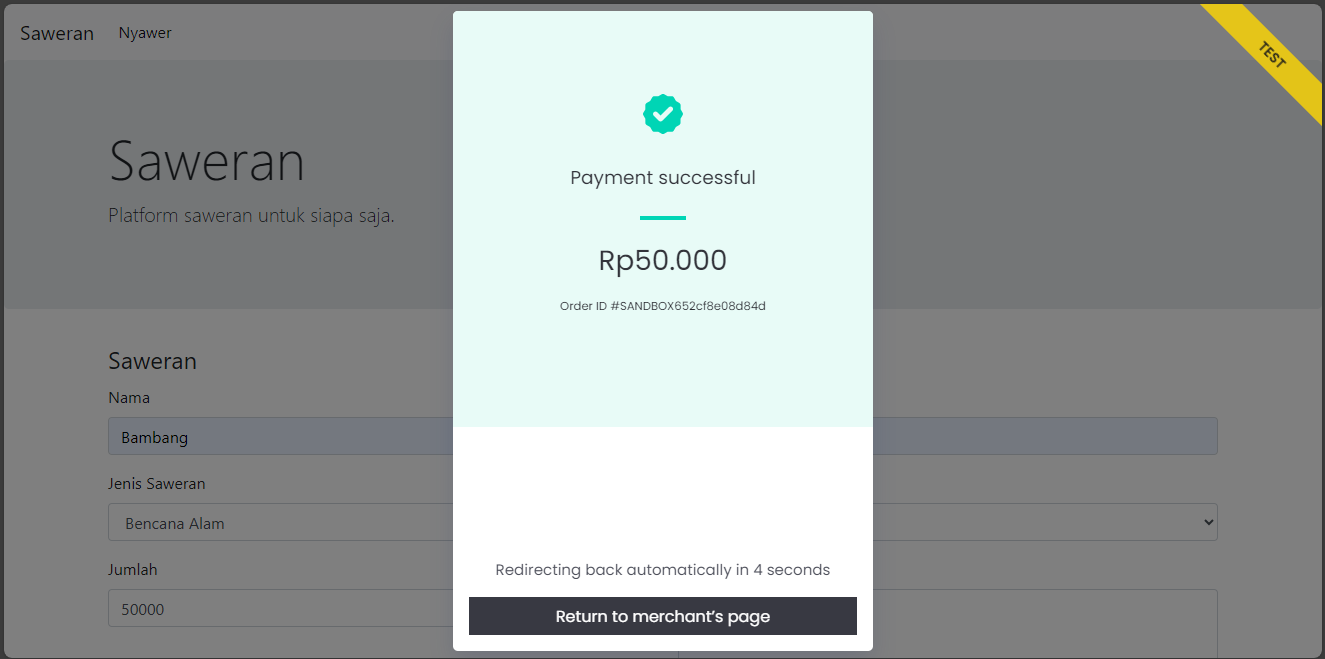 Saweran Nyawer
TEST
Saweran
Platform saweran untuk siapa saja.
Payment successful
Rp50.000
Order ID #SANDBOX652cf8e08d84d
Saweran
Nama
Bambang
Jenis Saweran
Bencana Alam
Jumlah
50000
Redirecting back automatically in 4 seconds
Return to merchant's page